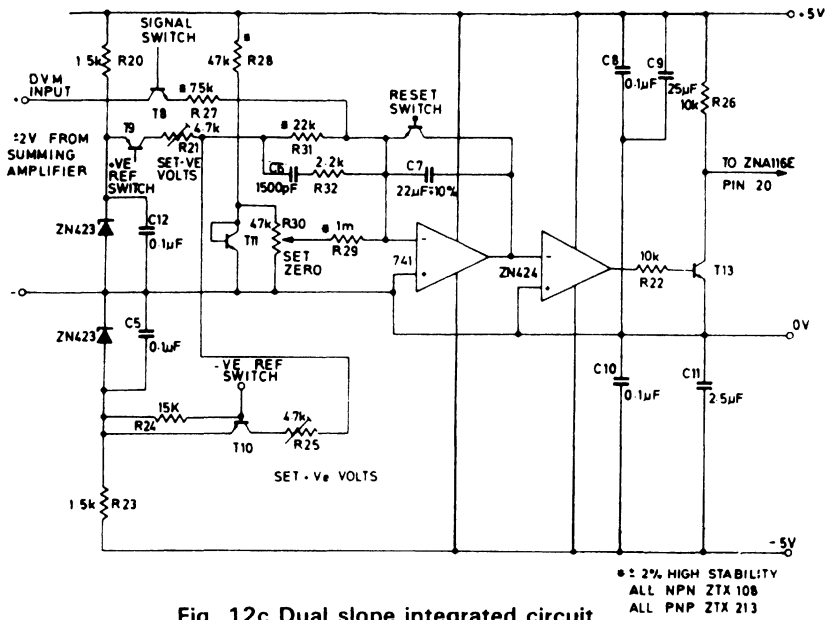 SIGNAL
SWITCH
+5V
1 5k R20
47k R28
*
C8
0.1µF
C9
25µF
10k
R26
DVM
INPUT
+
* 75k
R27
T8
RESET
SWITCH
±2V FROM
SUMMING
AMPLIFIER
T9
4.7k
R21
+VE
REF
SWITCH
SET-VE
VOLTS
* 22k
R31
C6
1500pF
2.2k
R32
C7
22µF±10%
TO ZNA116E
PIN 20
ZN423
C12
0.1µF
T11
47k
R30
SET
ZERO
* 1m
R29
-
+
741
-
+
ZN424
10k
R22
T13
-
ZN423
C5
0.1µF
0V
-VE REF
SWITCH
15K
R24
T10
4.7k
R25
C10
0.1µF
C11
2.5µF
SET + Ve VOLTS
1 5k R23
-5V
* ± 2% HIGH STABILITY
ALL NPN ZTX 108
ALL PNP ZTX 213
Fig. 12c Dual slope integrated circuit